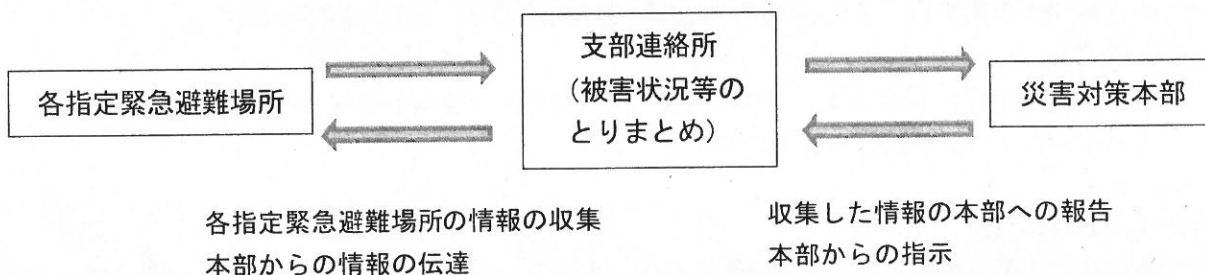 各指定緊急避難場所
支部連絡所
(被害状況等の
とりまとめ)
災害対策本部
各指定緊急避難場所の情報の収集
本部からの情報の伝達
収集した情報の本部への報告
本部からの指示